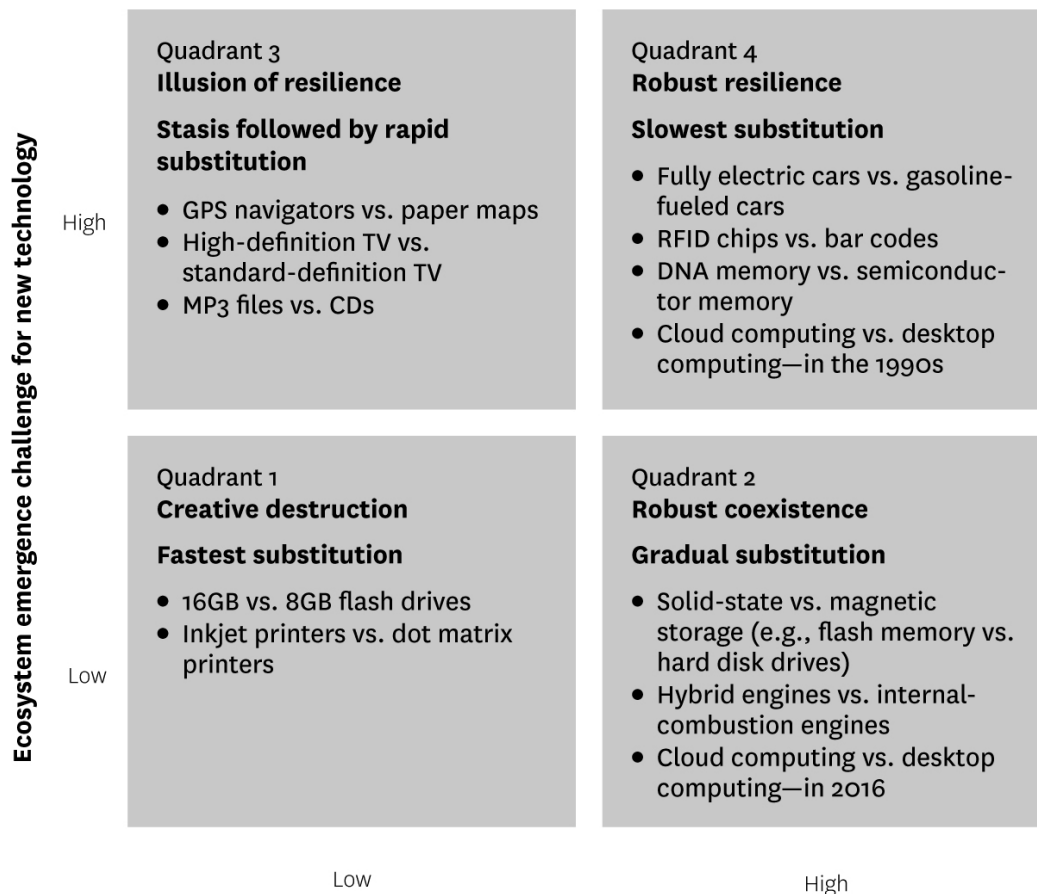 Ecosystem emergence challenge for new technology
High
Quadrant 3
Illusion of resilience
Stasis followed by rapid
substitution
• GPS navigators vs. paper maps
• High-definition TV vs.
standard-definition TV
• MP3 files vs. CDs
Quadrant 4
Robust resilience
Slowest substitution
• Fully electric cars vs. gasoline-
fueled cars
• RFID chips vs. bar codes
• DNA memory vs. semiconduc-
tor memory
• Cloud computing vs. desktop
computing—in the 1990s
Low
Quadrant 1
Creative destruction
Fastest substitution
• 16GB vs. 8GB flash drives
• Inkjet printers vs. dot matrix
printers
Quadrant 2
Robust coexistence
Gradual substitution
• Solid-state vs. magnetic
storage (e.g., flash memory vs.
hard disk drives)
• Hybrid engines vs. internal-
combustion engines
• Cloud computing vs. desktop
computing—in 2016
Low
High